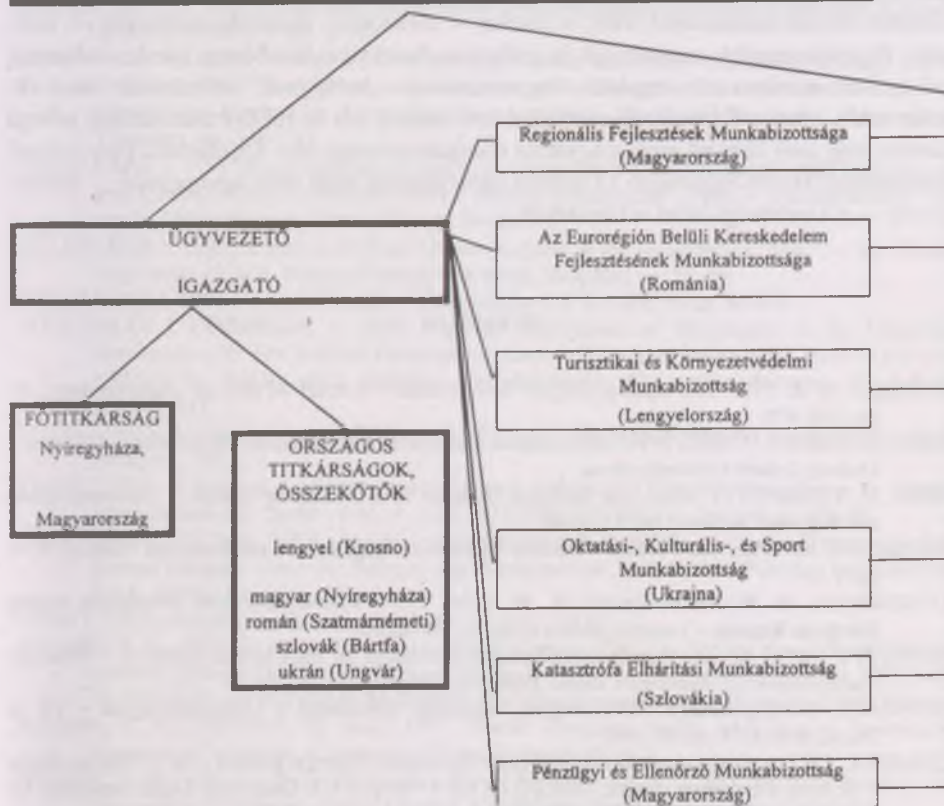 ÜGYVEZETŐ
IGAZGATÓ
FŐTITKÁRSÁG
Nyíregyháza,
Magyarország
ORSZÁGOS
TITKÁRSÁGOK,
ÖSSZEKÖTŐK
lengyel (Krosno)
magyar (Nyíregyháza)
román (Szatmárnémeti)
szlovák (Bártfa)
ukrán (Ungvár)
Regionális Fejlesztések Munkabizottsága
(Magyarország)
Az Eurorégión Belüli Kereskedelem
Fejlesztésének Munkabizottsága
(Románia)
Turisztikai és Környezetvédelmi
Munkabizottság
(Lengyelország)
Oktatási-, Kulturális-, és Sport
Munkabizottság
(Ukrajna)
Katasztrófa Elhárítási Munkabizottság
(Szlovákia)
Pénzügyi és Ellenőrző Munkabizottság
(Magyarország)